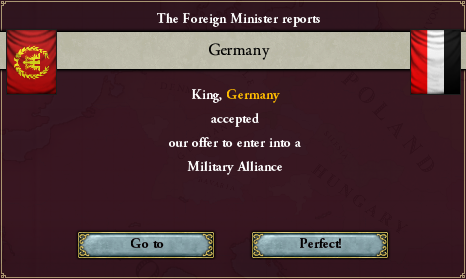 The Foreign Minister reports
Germany
King, Germany
accepted
our offer to enter into a
Military Alliance
Go to
Perfect!